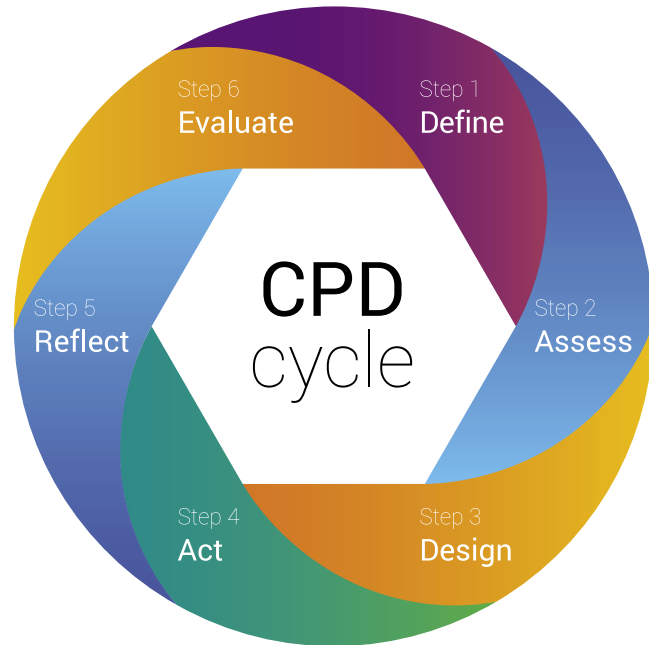 CPD
cycle
Step 1
Define
Step 2
Assess
Step 3
Design
Step 4
Act
Step 5
Reflect
Step 6
Evaluate